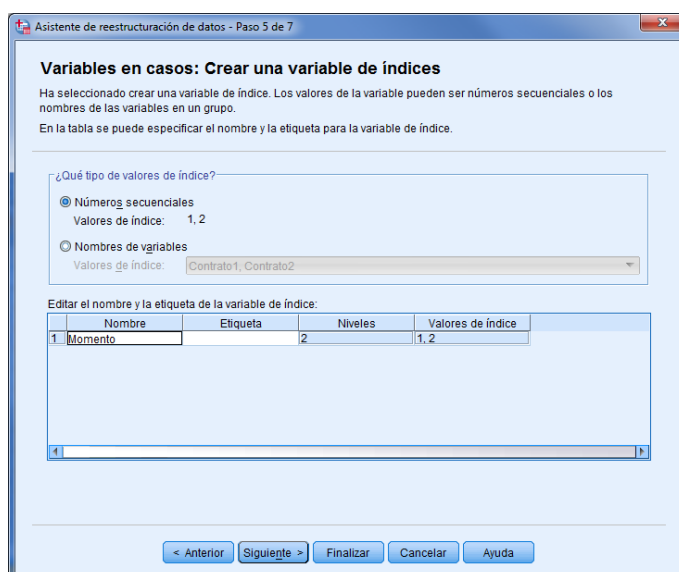 Asistente de reestructuración de datos - Paso 5 de 7
Variables en casos: Crear una variable de índices
Ha seleccionado crear una variable de índice. Los valores de la variable pueden ser números secuenciales o los
nombres de las variables en un grupo.
En la tabla se puede especificar el nombre y la etiqueta para la variable de índice.
¿Qué tipo de valores de índice?
Números secuenciales
Valores de índice: 1, 2
Nombres de variables
Valores de índice: Contrato1, Contrato2
Editar el nombre y la etiqueta de la variable de índice:
Nombre Etiqueta Niveles Valores de índice
1 Momento 2 1, 2
< Anterior Siguiente > Finalizar Cancelar Ayuda